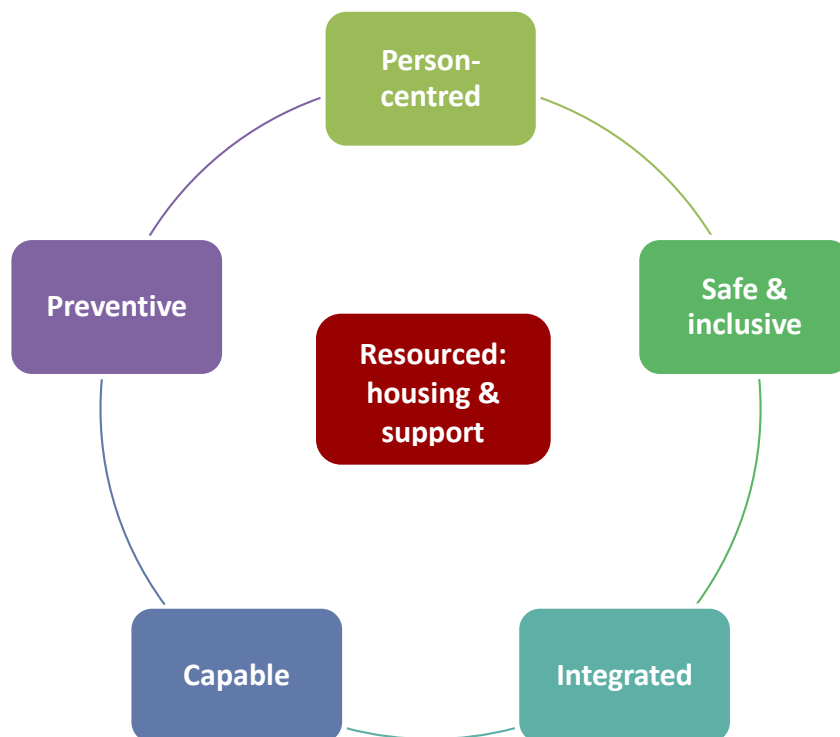 Person-
centred
Safe &
inclusive
Preventive
Resourced:
housing &
support
Capable
Integrated